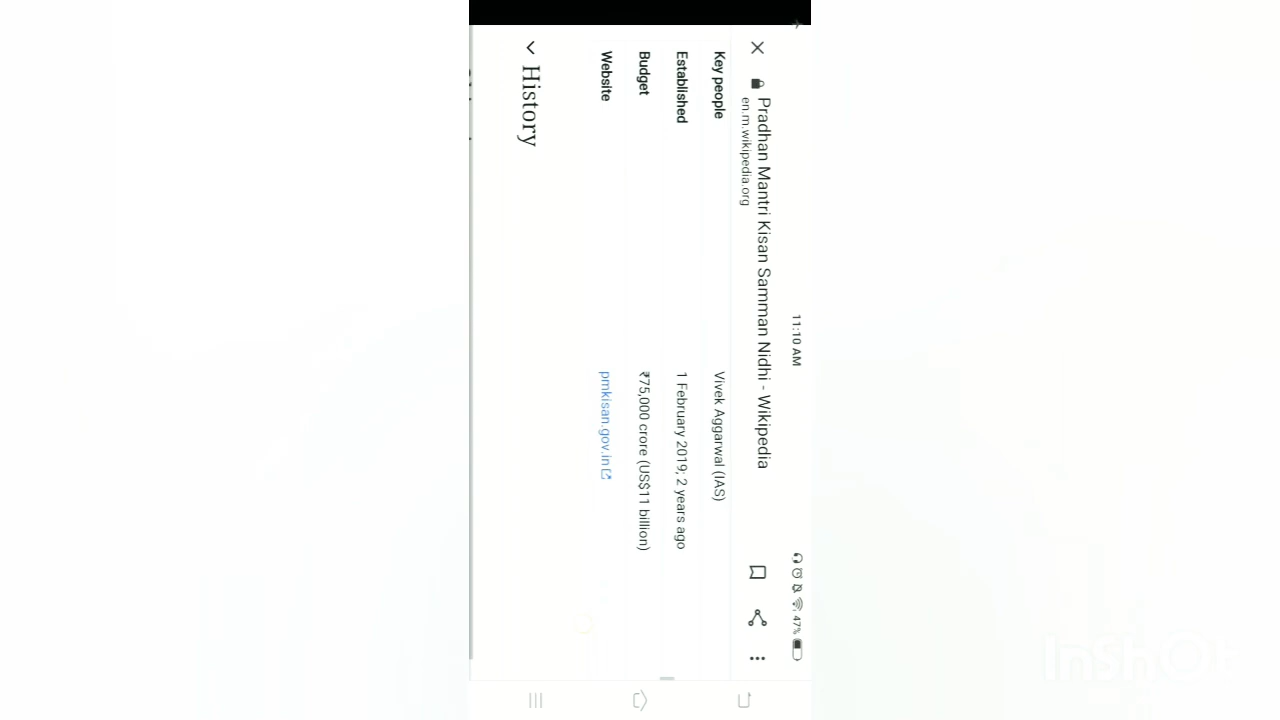 11:10 AM
47%
Pradhan Mantri Kisan Samman Nidhi - Wikipedia
en.m.wikipedia.org
Key people Vivek Aggarwal (IAS)
Established 1 February 2019; 2 years ago
Budget ₹75,000 crore (US$11 billion)
Website pmkisan.gov.in
History
InShOt